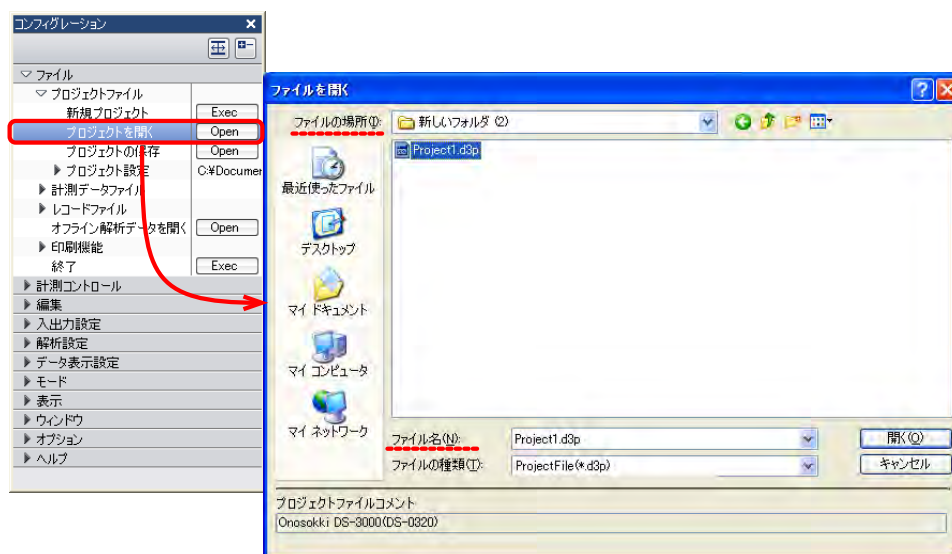 コンフィグレーション
ファイル
プロジェクトファイル
新規プロジェクト Exec
プロジェクトを開く Open
プロジェクトの保存 Open
プロジェクト設定 C:¥Documer
計測データファイル
レコードファイル
オフライン解析データを開く Open
印刷機能
終了 Exec
計測コントロール
編集
入出力設定
解析設定
データ表示設定
モード
表示
ウィンドウ
オプション
ヘルプ
ファイルを開く
ファイルの場所(I): 新しいフォルダ (2)
Project1.d3p
最近使ったファイル
デスクトップ
マイ ドキュメント
マイ コンピュータ
マイ ネットワーク
ファイル名(N): Project1.d3p 開く(O)
ファイルの種類(T): ProjectFile(*.d3p) キャンセル
プロジェクトファイルコメント
Onosokki DS-3000(DS-0320)